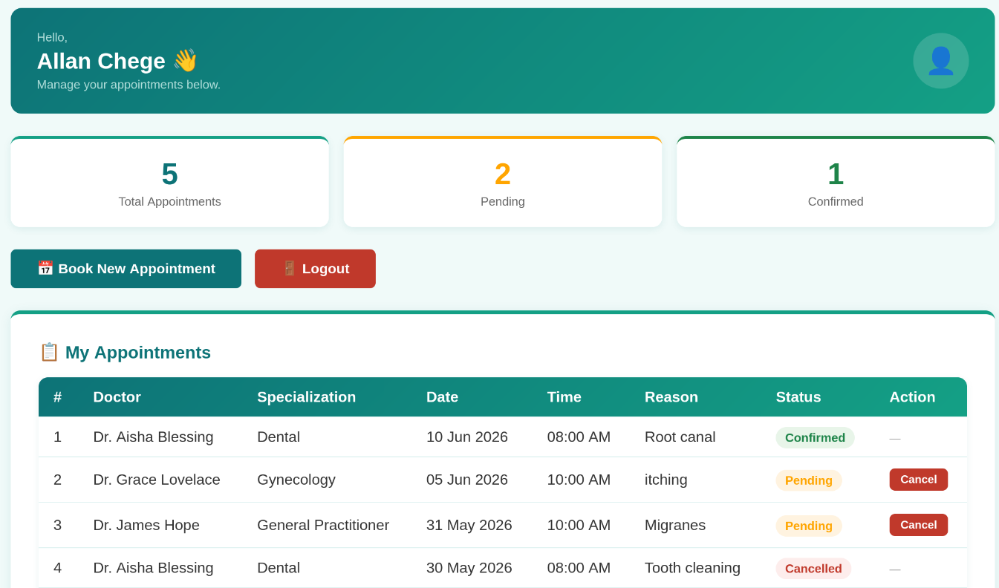 Hello,
Allan Chege 👋
Manage your appointments below.
5
Total Appointments
2
Pending
1
Confirmed
📅 Book New Appointment
🚪 Logout
📋 My Appointments
# Doctor Specialization Date Time Reason Status Action
1 Dr. Aisha Blessing Dental 10 Jun 2026 08:00 AM Root canal Confirmed —
2 Dr. Grace Lovelace Gynecology 05 Jun 2026 10:00 AM itching Pending Cancel
3 Dr. James Hope General Practitioner 31 May 2026 10:00 AM Migranes Pending Cancel
4 Dr. Aisha Blessing Dental 30 May 2026 08:00 AM Tooth cleaning Cancelled —